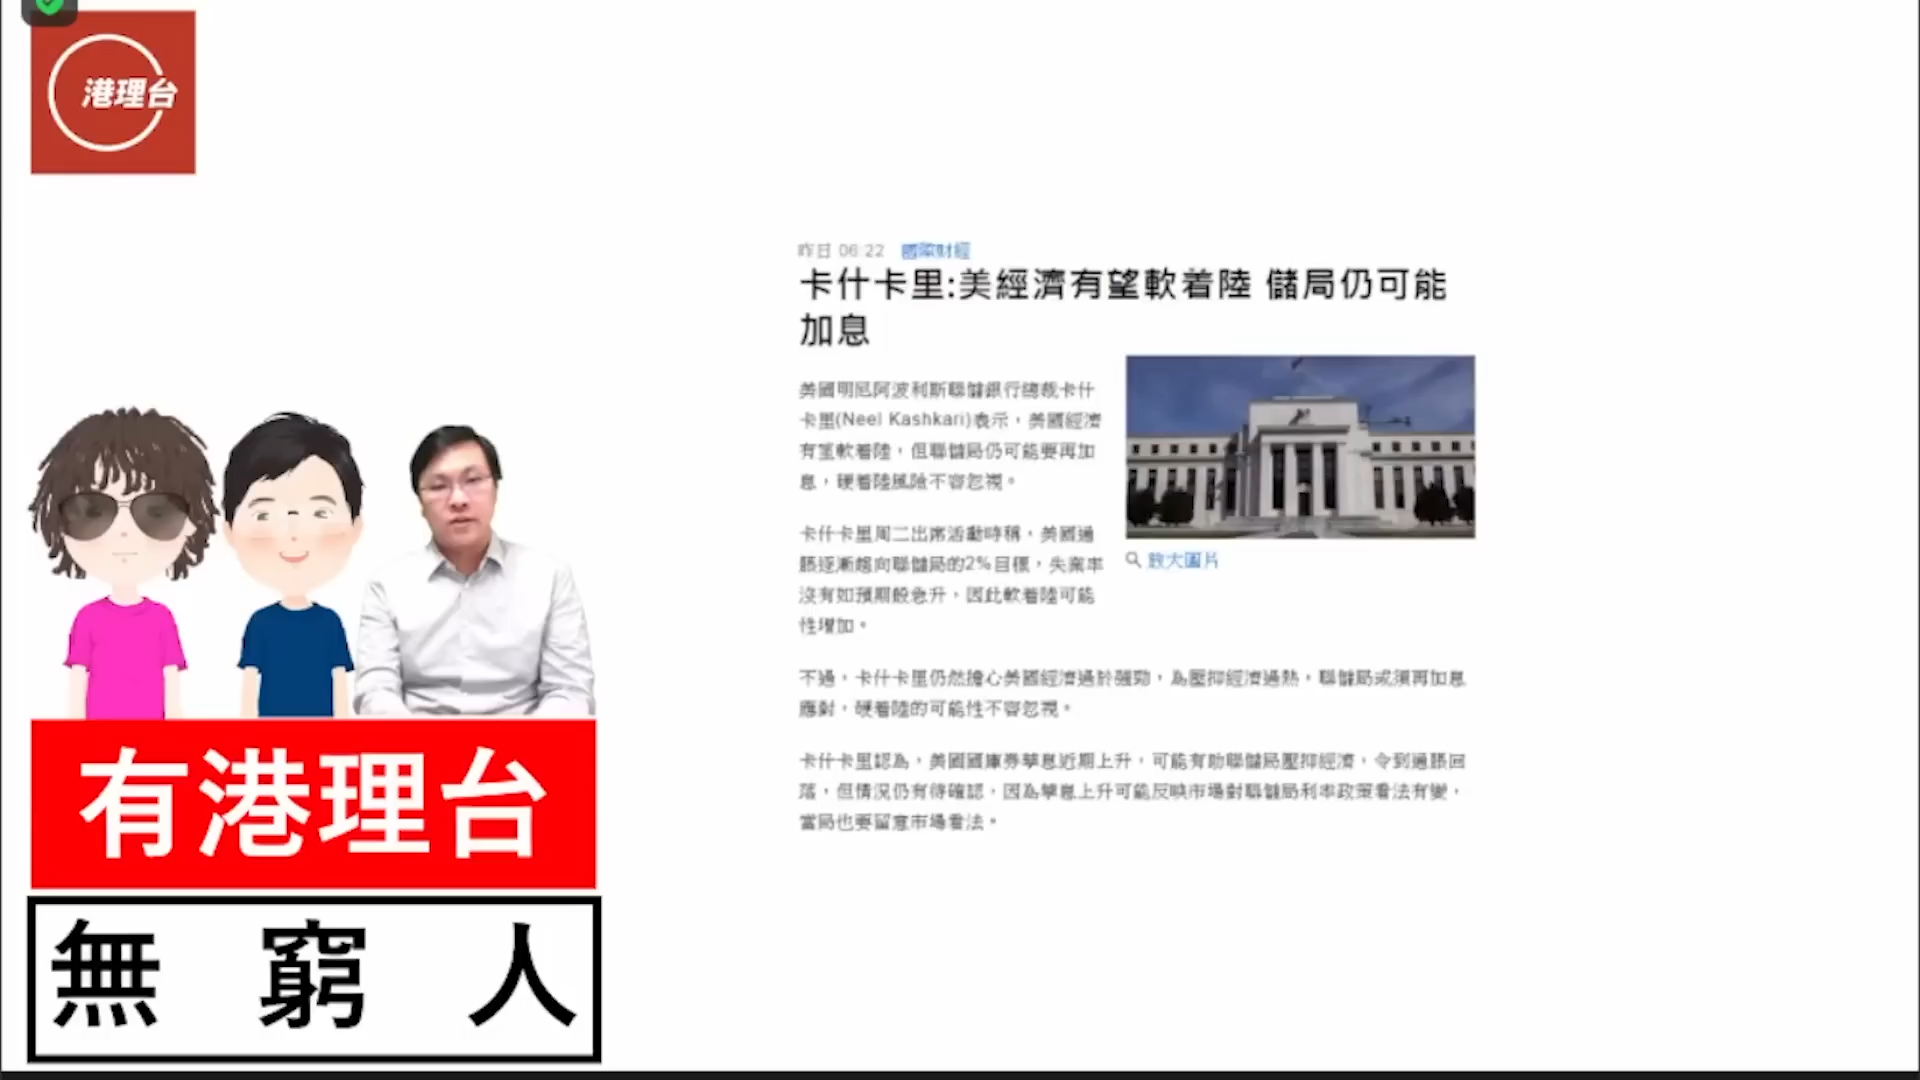 港理台
昨日 06:22 國際財經
卡什卡里:美經濟有望軟着陸 儲局仍可能
加息
美國明尼阿波利斯聯儲銀行總裁卡什
卡里(Neel Kashkari)表示，美國經濟
有望軟着陸，但聯儲局仍可能要再加
息，硬着陸風險不容忽視。
放大圖片
卡什卡里周二出席活動時稱，美國通
脹逐漸趨向聯儲局的2%目標，失業率
沒有如預期般急升，因此軟着陸可能
性增加。
不過，卡什卡里仍然擔心美國經濟過於強勁，為壓抑經濟過熱，聯儲局或須再加息
應對，硬着陸的可能性不容忽視。
卡什卡里認為，美國國庫券孳息近期上升，可能有助聯儲局壓抑經濟，令到通脹回
落，但情況仍有待確認，因為孳息上升可能反映市場對聯儲局利率政策看法有變，
當局也要留意市場看法。
有港理台
無窮人